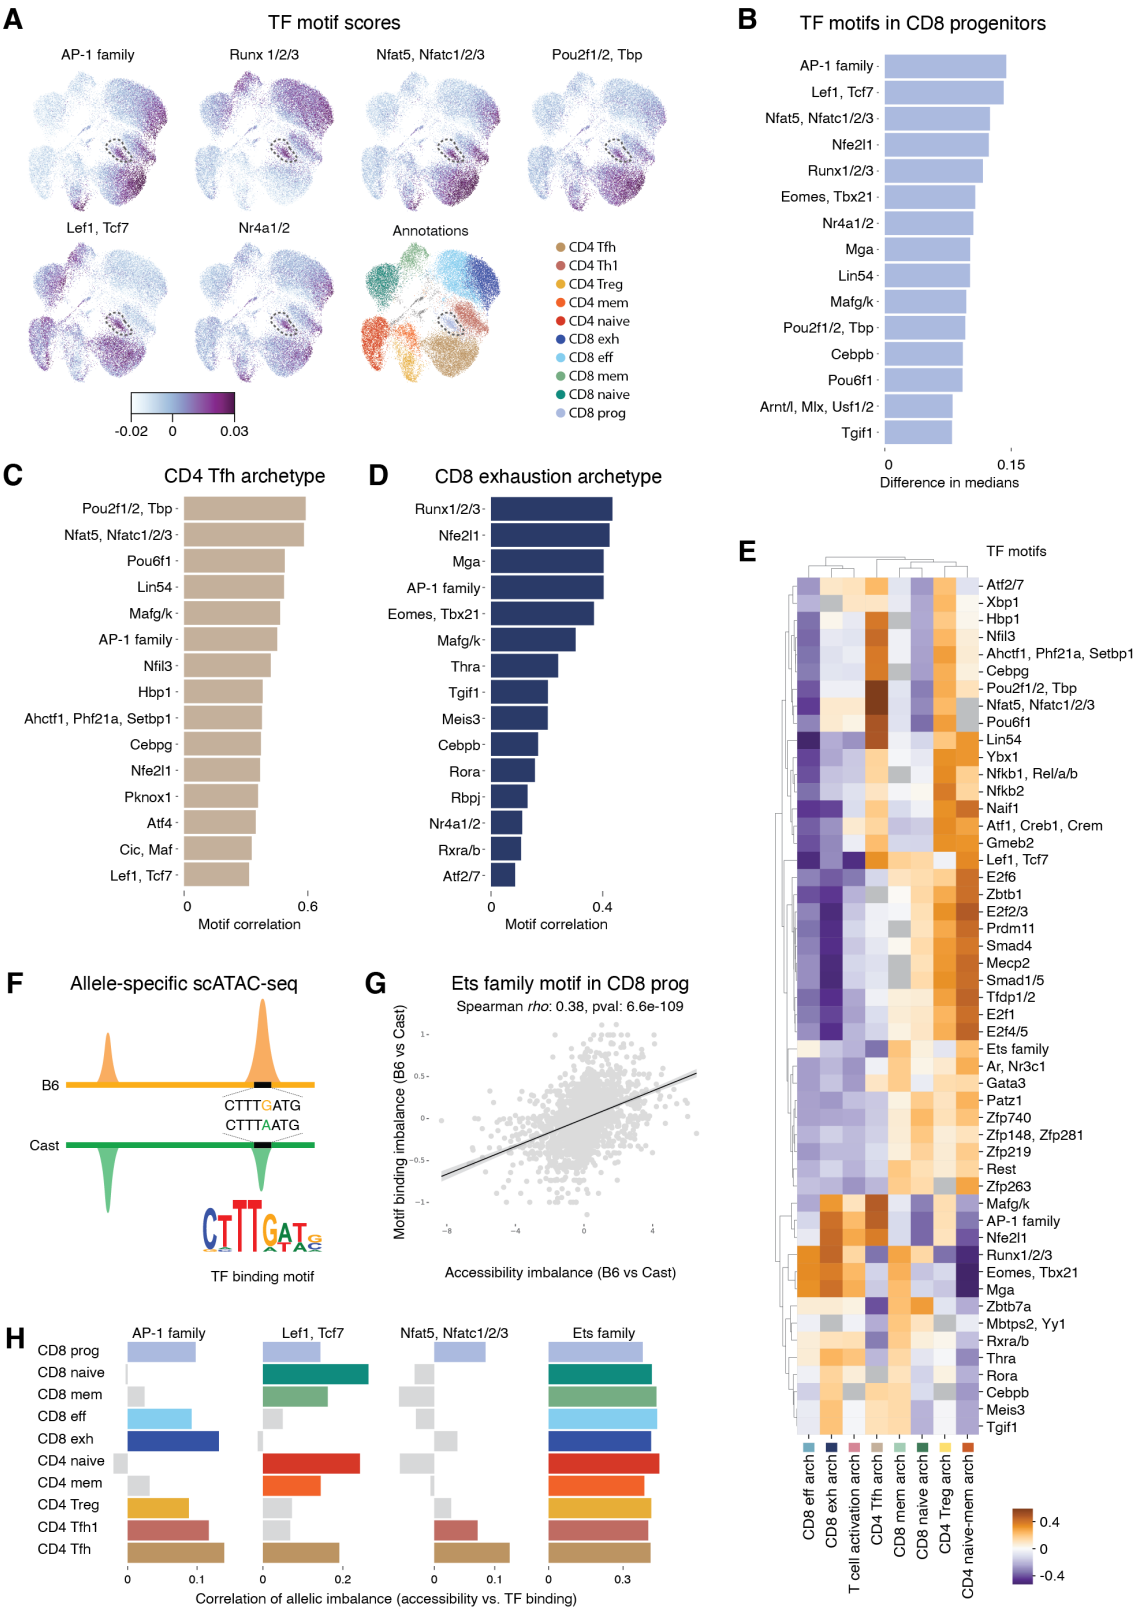 A
TF motif scores
AP-1 family
Runx 1/2/3
Nfat5, Nfatc1/2/3
Pou2f1/2, Tbp
Lef1, Tcf7
Nr4a1/2
Annotations
CD4 Tfh
CD4 Th1
CD4 Treg
CD4 mem
CD4 naive
CD8 exh
CD8 eff
CD8 mem
CD8 naive
CD8 prog
-0.02
0
0.03
B
TF motifs in CD8 progenitors
AP-1 family
Lef1, Tcf7
Nfat5, Nfatc1/2/3
Nfe2l1
Runx1/2/3
Eomes, Tbx21
Nr4a1/2
Mga
Lin54
Mafg/k
Pou2f1/2, Tbp
Cebpb
Pou6f1
Arnt/l, Mlx, Usf1/2
Tgif1
0
0.15
Difference in medians
C
CD4 Tfh archetype
Pou2f1/2, Tbp
Nfat5, Nfatc1/2/3
Pou6f1
Lin54
Mafg/k
AP-1 family
Nfil3
Hbp1
Ahctf1, Phf21a, Setbp1
Cebpg
Nfe2l1
Pknox1
Atf4
Cic, Maf
Lef1, Tcf7
0
0.6
Motif correlation
D
CD8 exhaustion archetype
Runx1/2/3
Nfe2l1
Mga
AP-1 family
Eomes, Tbx21
Mafg/k
Thra
Tgif1
Meis3
Cebpb
Rora
Rbpj
Nr4a1/2
Rxra/b
Atf2/7
0
0.4
Motif correlation
E
TF motifs
Atf2/7
Xbp1
Hbp1
Nfil3
Ahctf1, Phf21a, Setbp1
Cebpg
Pou2f1/2, Tbp
Nfat5, Nfatc1/2/3
Pou6f1
Lin54
Ybx1
Nfkb1, Rel/a/b
Nfkb2
Naif1
Atf1, Creb1, Crem
Gmeb2
Lef1, Tcf7
E2f6
Zbtb1
E2f2/3
Prdm11
Smad4
Mecp2
Smad1/5
Tfdp1/2
E2f1
E2f4/5
Ets family
Ar, Nr3c1
Gata3
Patz1
Zfp740
Zfp148, Zfp281
Zfp219
Rest
Zfp263
Mafg/k
AP-1 family
Nfe2l1
Runx1/2/3
Eomes, Tbx21
Mga
Zbtb7a
Mbtps2, Yy1
Rxra/b
Thra
Rora
Cebpb
Meis3
Tgif1
CD8 eff arch
CD8 exh arch
T cell activation arch
CD4 Tfh arch
CD8 mem arch
CD8 naive arch
CD4 Treg arch
CD4 naive-mem arch
0.4
0
-0.4
F
Allele-specific scATAC-seq
B6
CTTTGATG
CTTTAATG
Cast
CTTTGATG
TF binding motif
G
Ets family motif in CD8 prog
Spearman rho: 0.38, pval: 6.6e-109
Motif binding imbalance (B6 vs Cast)
1
0.5
0
-0.5
-1
-8
-4
0
4
Accessibility imbalance (B6 vs Cast)
H
AP-1 family
Lef1, Tcf7
Nfat5, Nfatc1/2/3
Ets family
CD8 prog
CD8 naive
CD8 mem
CD8 eff
CD8 exh
CD4 naive
CD4 mem
CD4 Treg
CD4 Tfh1
CD4 Tfh
0
0.1
0
0.2
0
0.1
0
0.3
Correlation of allelic imbalance (accessibility vs. TF binding)